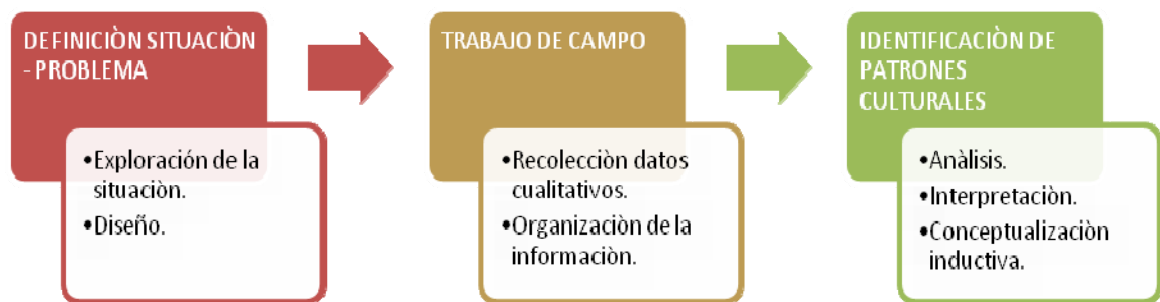 DEFINICIÒN SITUACIÒN
- PROBLEMA
•Exploración de la
situaciòn.
•Diseño.
TRABAJO DE CAMPO
•Recolecciòn datos
cualitativos.
•Organizaciòn de la
informaciòn.
IDENTIFICACIÒN DE
PATRONES
CULTURALES
•Anàlisis.
•Interpretaciòn.
•Conceptualizaciòn
inductiva.